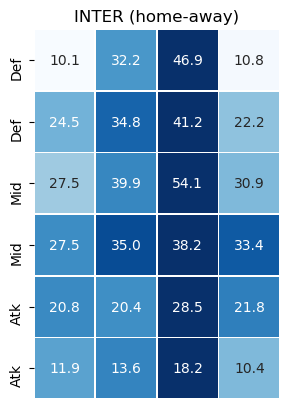 INTER (home-away)
Def 10.1 32.2 46.9 10.8
Def 24.5 34.8 41.2 22.2
Mid 27.5 39.9 54.1 30.9
Mid 27.5 35.0 38.2 33.4
Atk 20.8 20.4 28.5 21.8
Atk 11.9 13.6 18.2 10.4